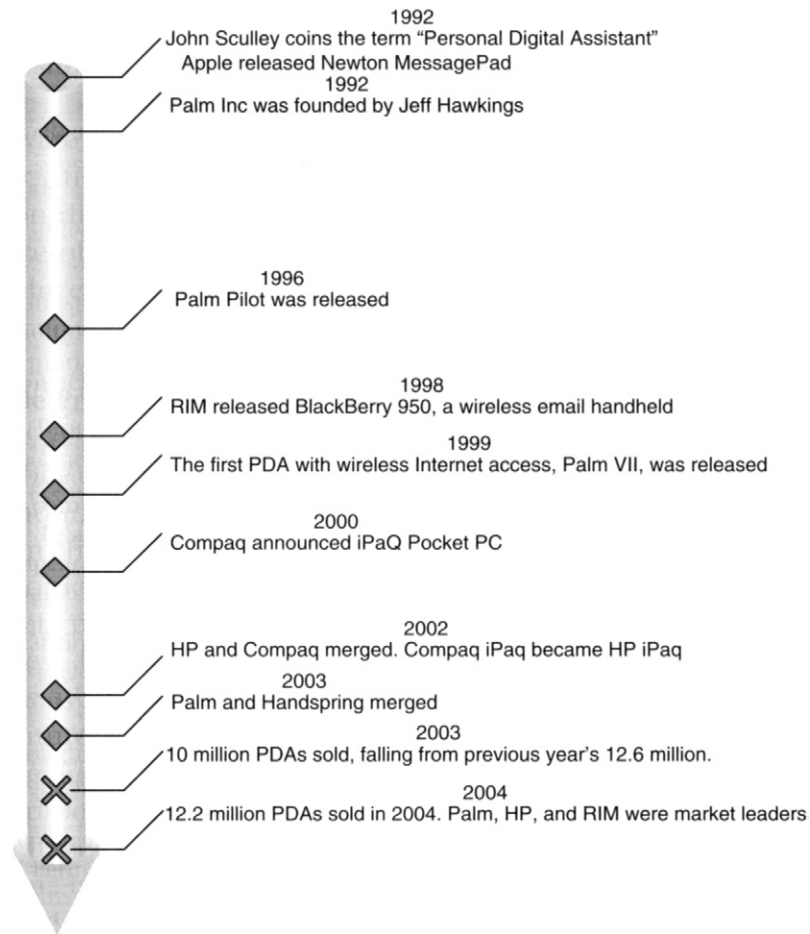 1992
John Sculley coins the term “Personal Digital Assistant”
Apple released Newton MessagePad
1992
Palm Inc was founded by Jeff Hawkings
1996
Palm Pilot was released
1998
RIM released BlackBerry 950, a wireless email handheld
1999
The first PDA with wireless Internet access, Palm VII, was released
2000
Compaq announced iPaQ Pocket PC
2002
HP and Compaq merged. Compaq iPaq became HP iPaq
2003
Palm and Handspring merged
2003
10 million PDAs sold, falling from previous year’s 12.6 million.
2004
12.2 million PDAs sold in 2004. Palm, HP, and RIM were market leaders